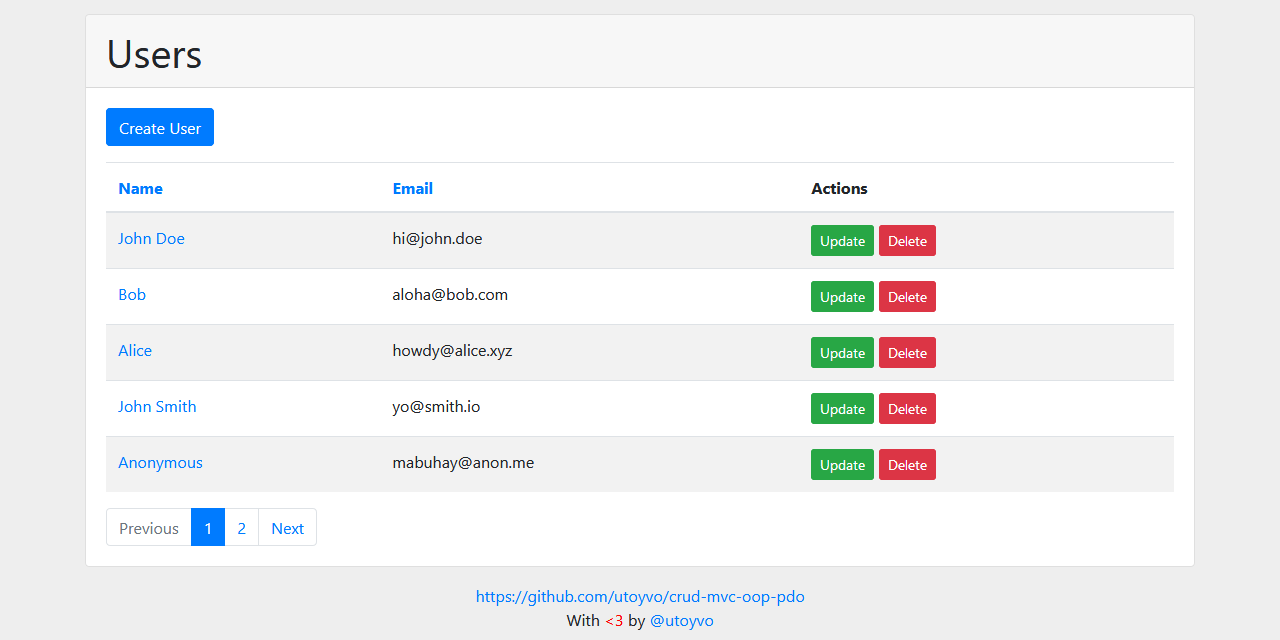 Users
Create User
Name Email Actions
John Doe hi@john.doe Update Delete
Bob aloha@bob.com Update Delete
Alice howdy@alice.xyz Update Delete
John Smith yo@smith.io Update Delete
Anonymous mabuhay@anon.me Update Delete
Previous 1 2 Next
https://github.com/utoyvo/crud-mvc-oop-pdo
With <3 by @utoyvo